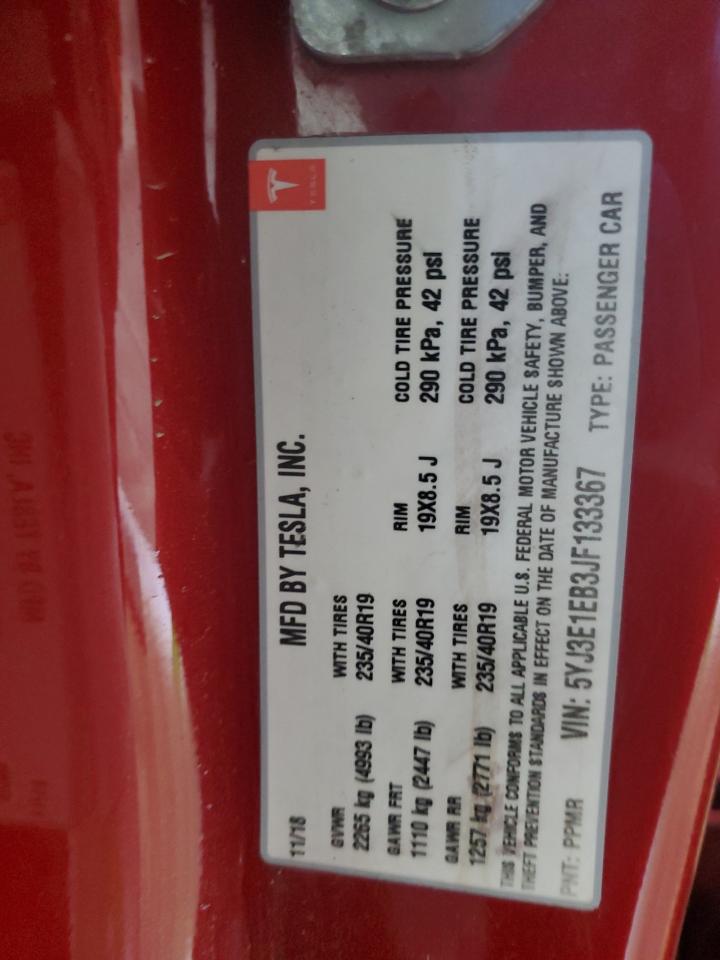 TESLA
11/18 MFD BY TESLA, INC.
GVWR WITH TIRES
2265 kg (4993 lb) 235/40R19
GAWR FRT WITH TIRES RIM COLD TIRE PRESSURE
1110 kg (2447 lb) 235/40R19 19X8.5 J 290 kPa, 42 psi
GAWR RR WITH TIRES RIM COLD TIRE PRESSURE
1257 kg (2771 lb) 235/40R19 19X8.5 J 290 kPa, 42 psi
THIS VEHICLE CONFORMS TO ALL APPLICABLE U.S. FEDERAL MOTOR VEHICLE SAFETY, BUMPER, AND
THEFT PREVENTION STANDARDS IN EFFECT ON THE DATE OF MANUFACTURE SHOWN ABOVE:
PNT: PPMR VIN: 5YJ3E1EB3JF133367 TYPE: PASSENGER CAR